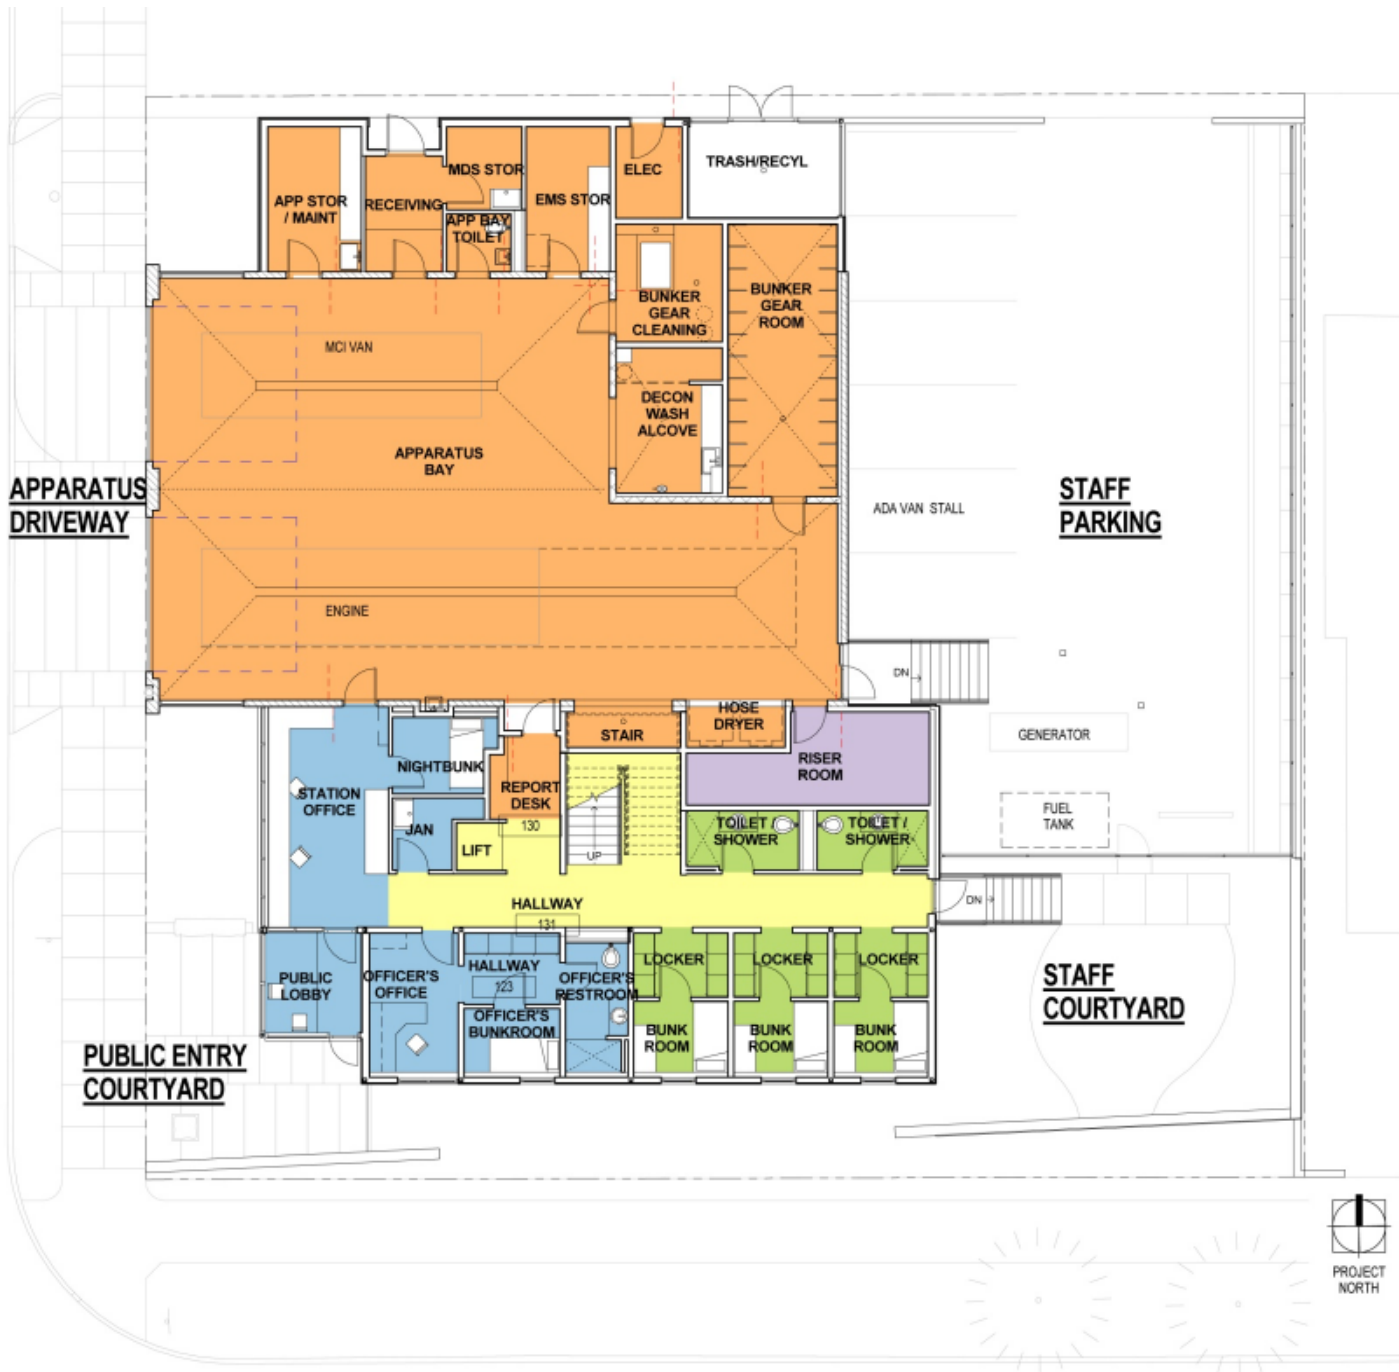 TRASH/RECYL
MDS STOR
ELEC
APP STOR
/ MAINT
RECEIVING
EMS STOR
APP BAY
TOILET
BUNKER
GEAR
CLEANING
BUNKER
GEAR
ROOM
MCI VAN
DECON
WASH
ALCOVE
APPARATUS
BAY
APPARATUS
DRIVEWAY
STAFF
PARKING
ADA VAN STALL
ENGINE
DN
HOSE
DRYER
STAIR
GENERATOR
NIGHTBUNK
RISER
ROOM
STATION
OFFICE
REPORT
DESK
130
FUEL
TANK
JAN
LIFT
UP
TOILET /
SHOWER
TOILET /
SHOWER
HALLWAY
131
DN
PUBLIC
LOBBY
OFFICER'S
OFFICE
HALLWAY
123
OFFICER'S
RESTROOM
LOCKER
LOCKER
LOCKER
STAFF
COURTYARD
OFFICER'S
BUNKROOM
BUNK
ROOM
BUNK
ROOM
BUNK
ROOM
PUBLIC ENTRY
COURTYARD
PROJECT
NORTH